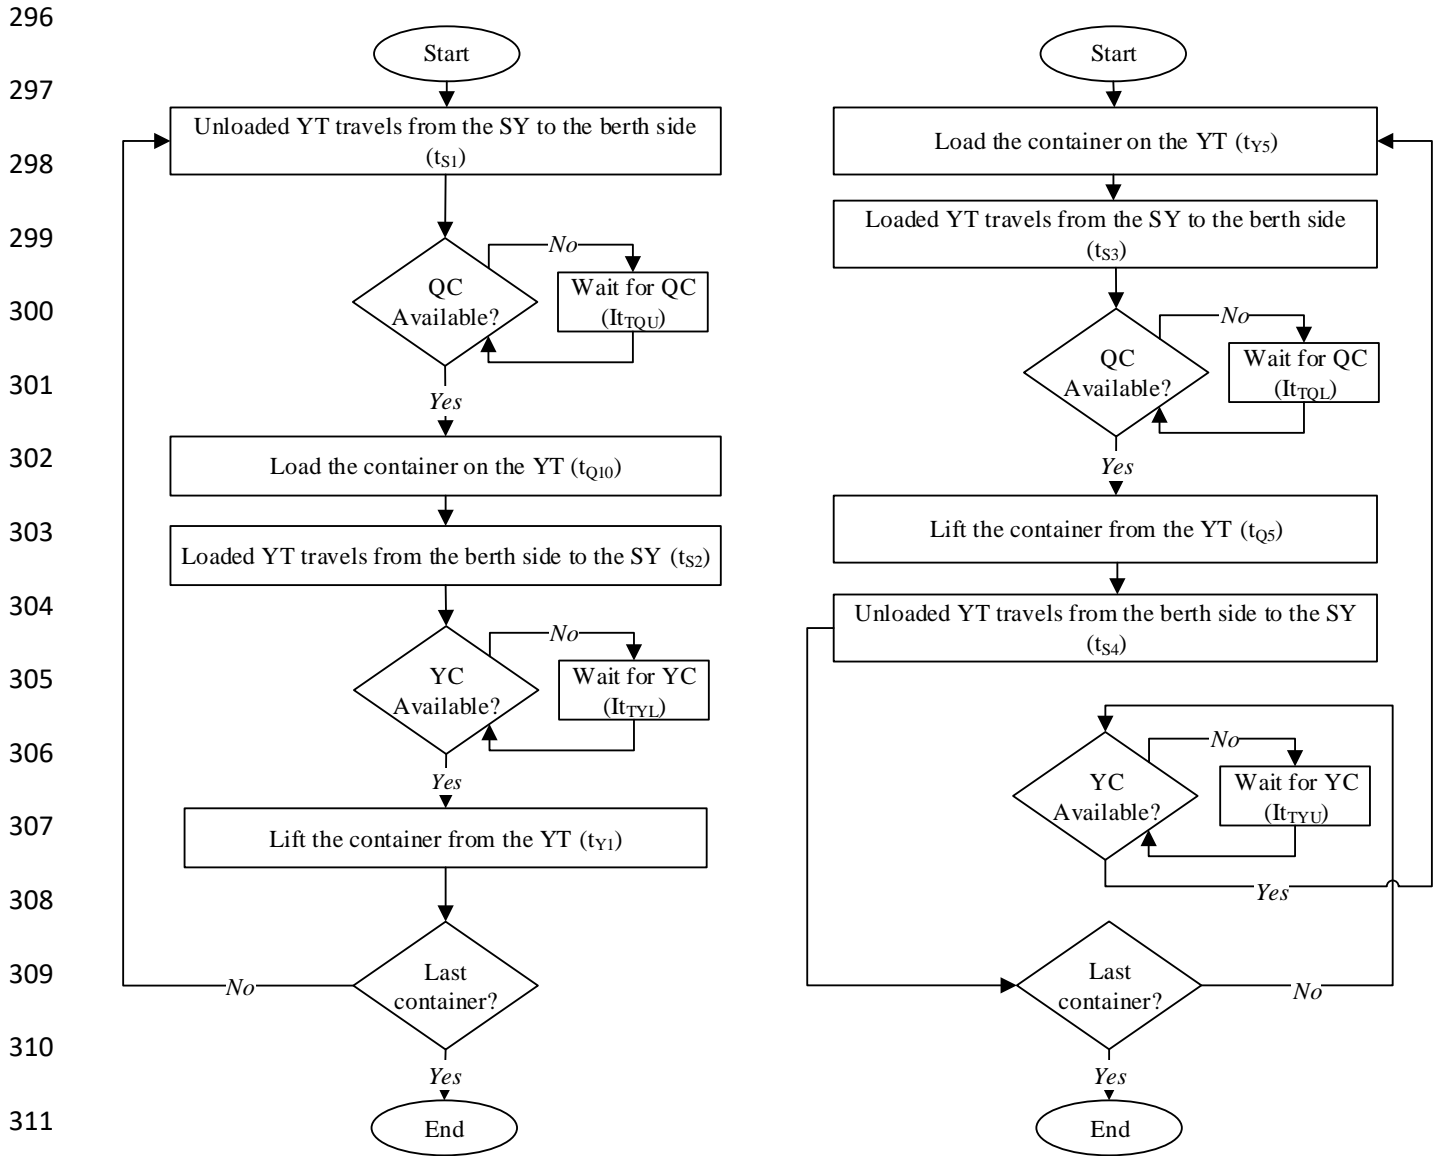 296
297
298
299
300
301
302
303
304
305
306
307
308
309
310
311
Start
Unloaded YT travels from the SY to the berth side
(tS1)
QC
Available?
No
Wait for QC
(ItTQU)
Yes
Load the container on the YT (tQ10)
Loaded YT travels from the berth side to the SY (tS2)
YC
Available?
No
Wait for YC
(ItTYL)
Yes
Lift the container from the YT (tY1)
Last
container?
No
Yes
End
Start
Load the container on the YT (tY5)
Loaded YT travels from the SY to the berth side
(tS3)
QC
Available?
No
Wait for QC
(ItTQL)
Yes
Lift the container from the YT (tQ5)
Unloaded YT travels from the berth side to the SY
(tS4)
YC
Available?
No
Wait for YC
(ItTYU)
Yes
Last
container?
No
Yes
End